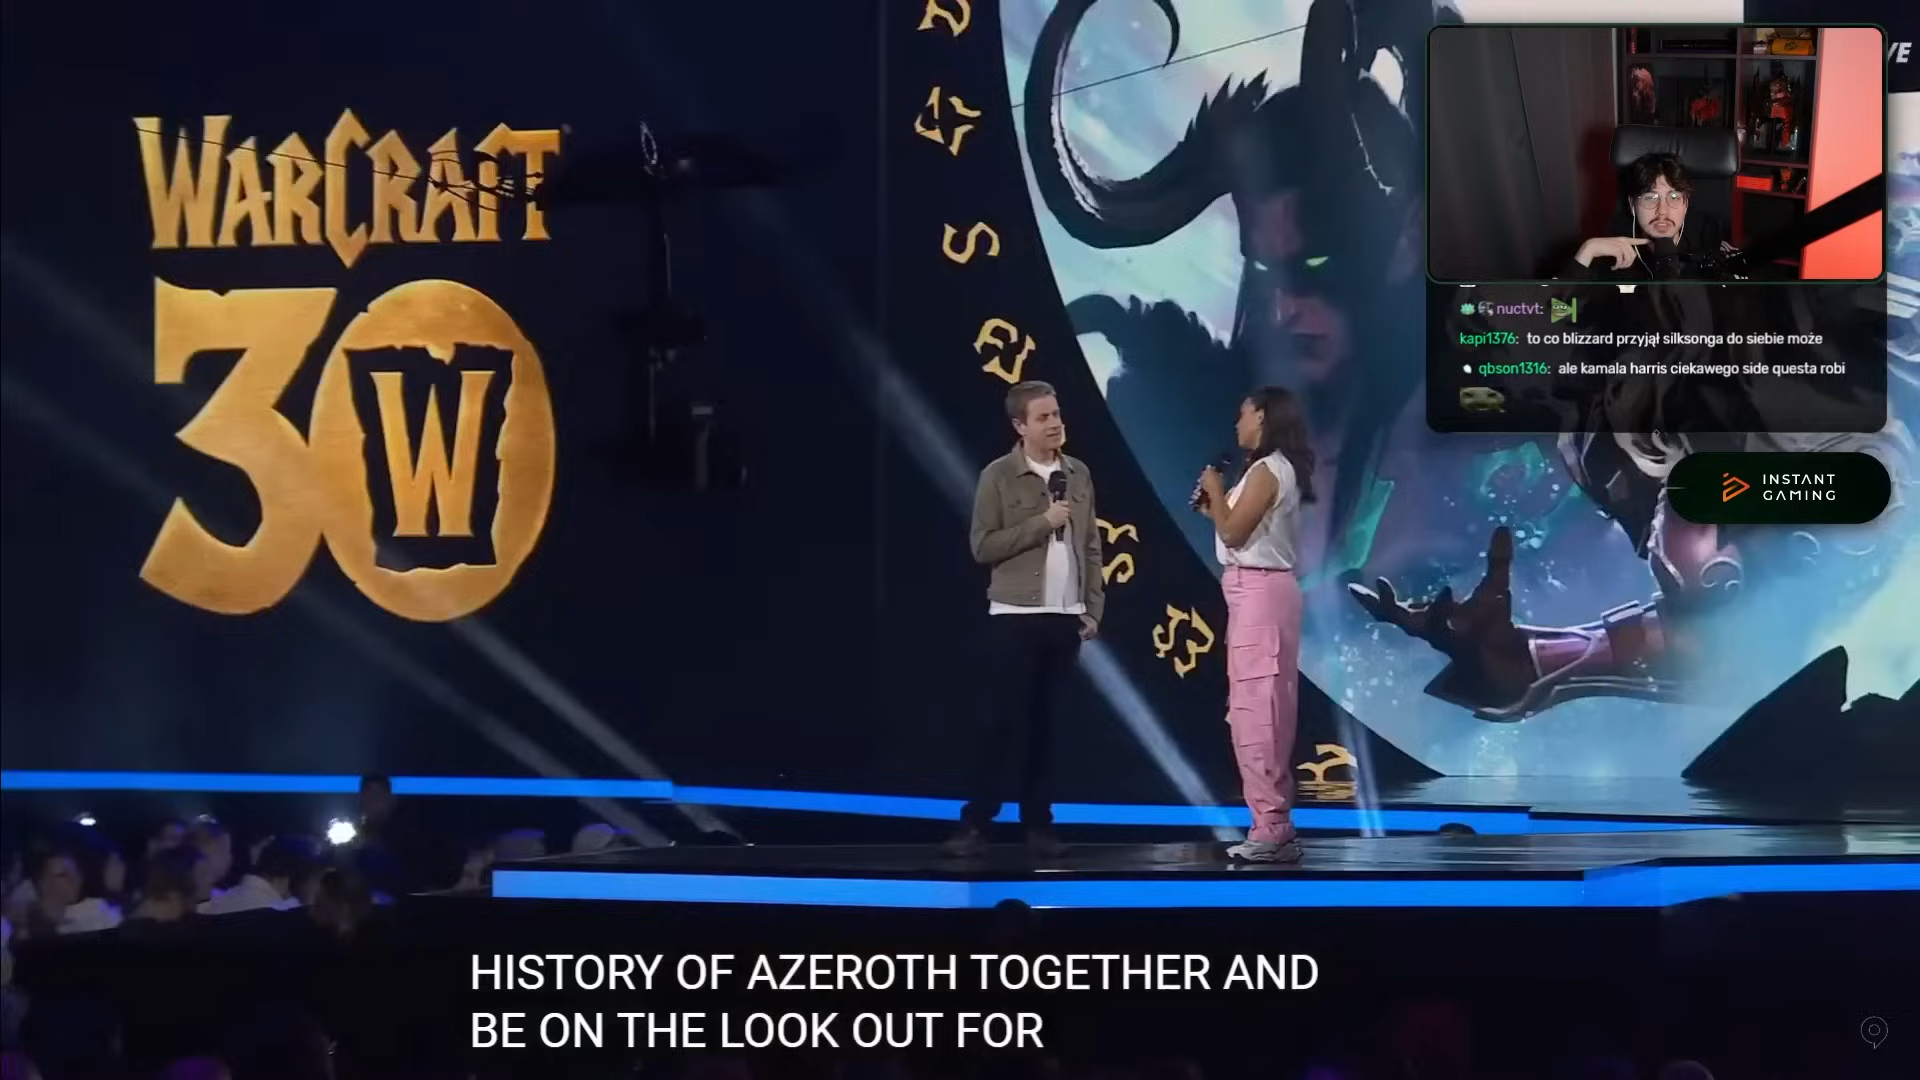 WARCRAFT
30
W
VE
nuctvt:
kapi1376: to co blizzard przyjął silksonga do siebie może
qbson1316: ale kamala harris ciekawego side questa robi
INSTANT
GAMING
HISTORY OF AZEROTH TOGETHER AND
BE ON THE LOOK OUT FOR